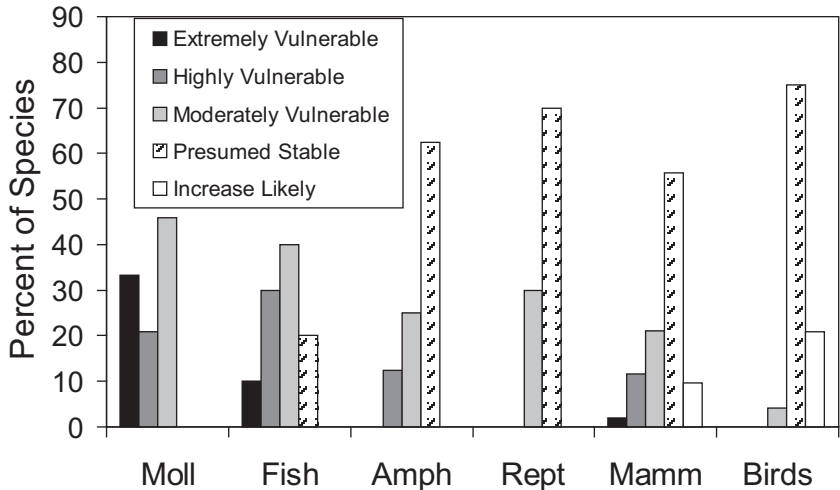 Percent of Species
90
80
70
60
50
40
30
20
10
0
Extremely Vulnerable
Highly Vulnerable
Moderately Vulnerable
Presumed Stable
Increase Likely
Moll Fish Amph Rept Mamm Birds